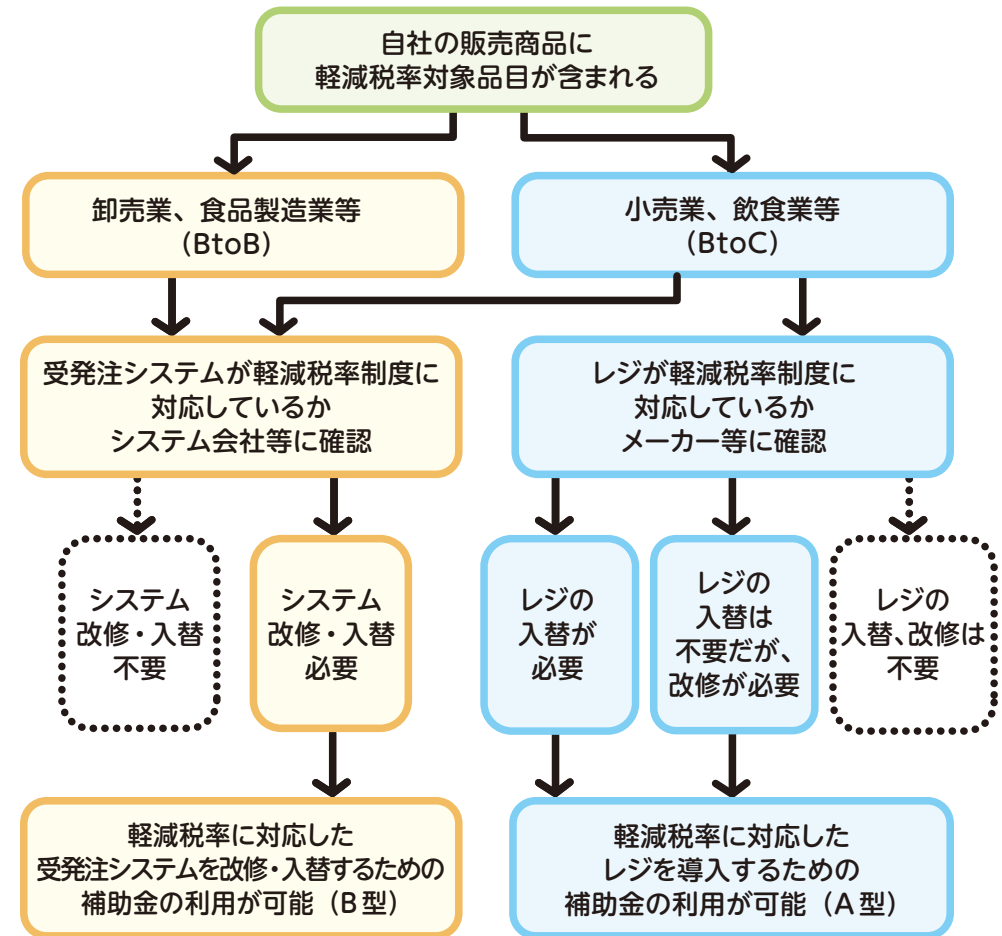 自社の販売商品に
軽減税率対象品目が含まれる
卸売業、食品製造業等
（BtoB）
小売業、飲食業等
（BtoC）
受発注システムが軽減税率制度に
対応しているか
システム会社等に確認
レジが軽減税率制度に
対応しているか
メーカー等に確認
システム
改修・入替
不要
システム
改修・入替
必要
レジの
入替が
必要
レジの
入替は
不要だが、
改修が必要
レジの
入替、改修は
不要
軽減税率に対応した
受発注システムを改修・入替するための
補助金の利用が可能（B型）
軽減税率に対応した
レジを導入するための
補助金の利用が可能（A型）